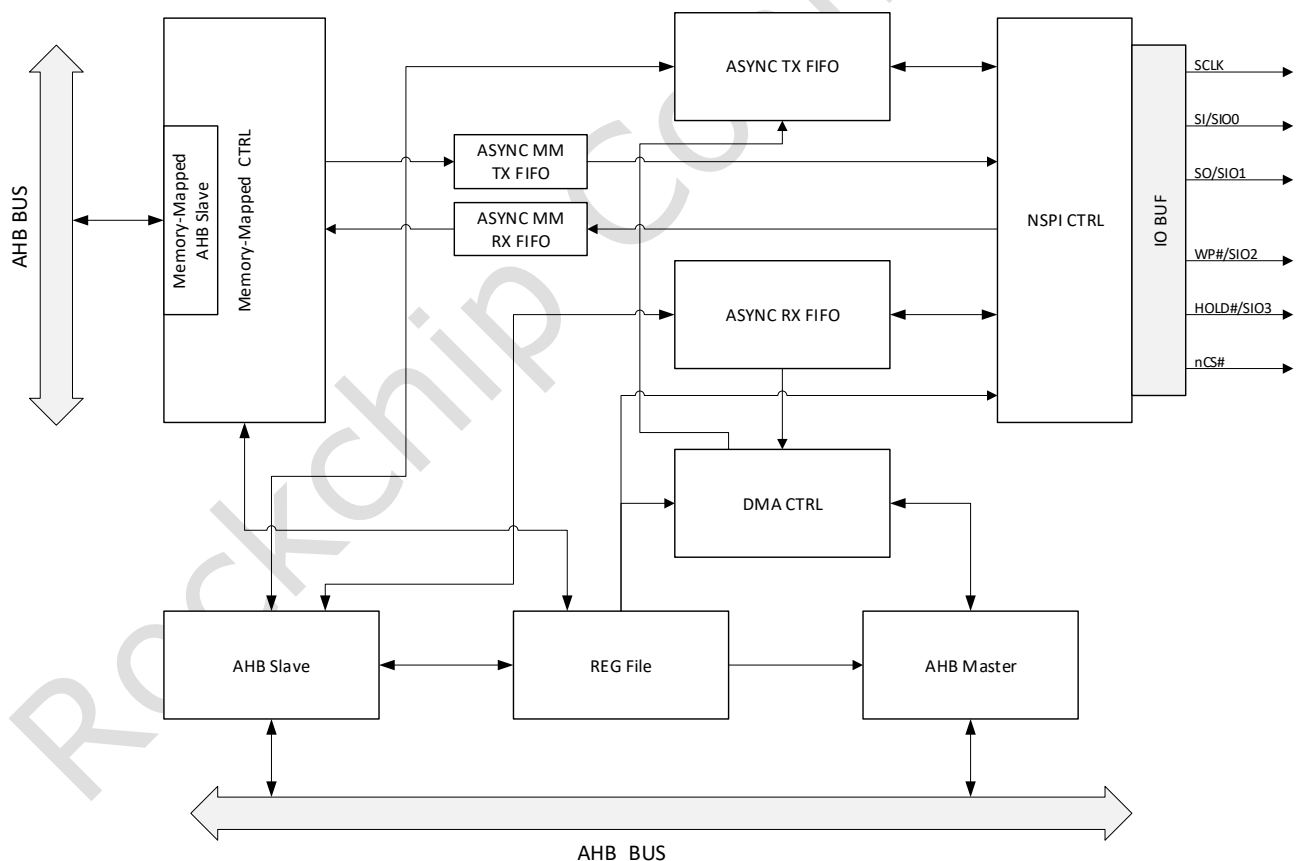 AHB BUS
Memory-Mapped
AHB Slave
Memory-Mapped CTRL
ASYNC MM
TX FIFO
ASYNC MM
RX FIFO
ASYNC TX FIFO
ASYNC RX FIFO
NSPI CTRL
IO BUF
SCLK
SI/SIO0
SO/SIO1
WP#/SIO2
HOLD#/SIO3
nCS#
DMA CTRL
AHB Slave
REG File
AHB Master
AHB BUS
Rockchip Co